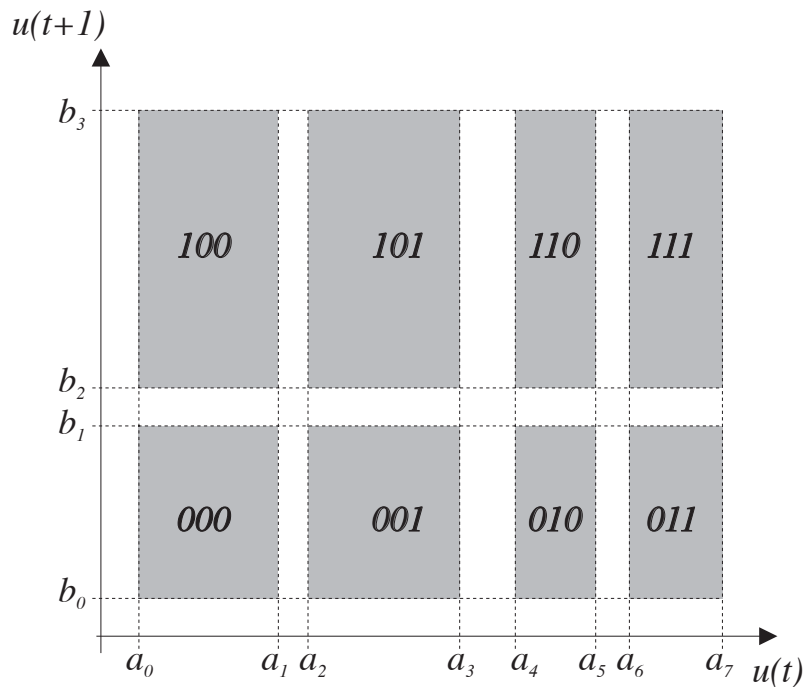 u(t+1)
b₃
100 101 110 111
b₂
b₁
000 001 010 011
b₀
a₀ a₁ a₂ a₃ a₄ a₅ a₆ a₇ u(t)